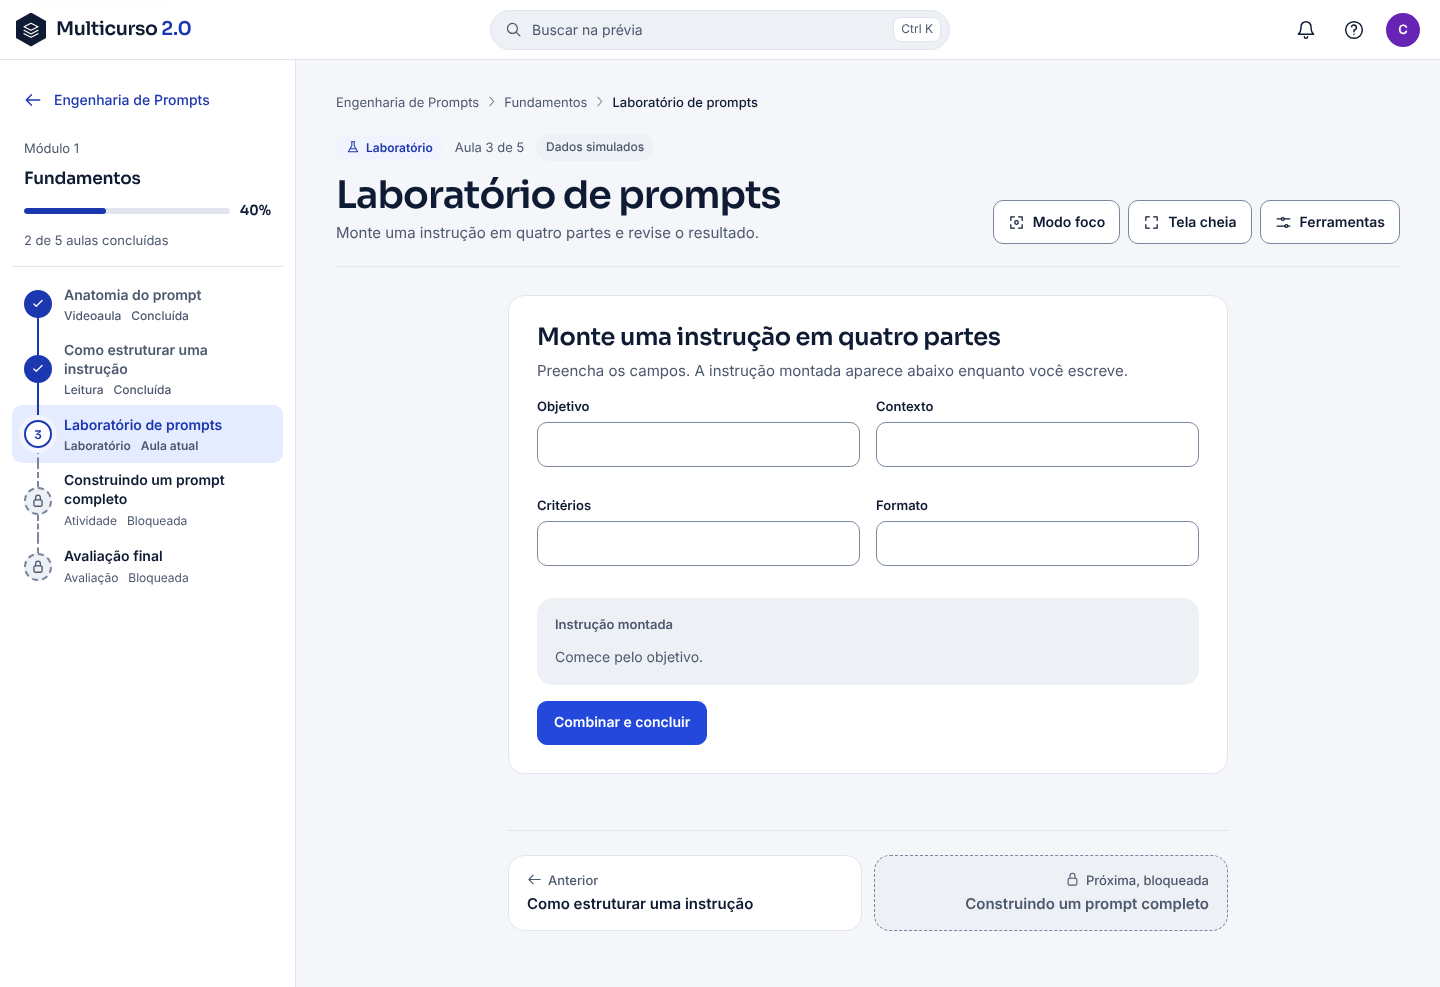 Multicurso 2.0
Buscar na prévia
Ctrl K
C
Engenharia de Prompts
Módulo 1
Fundamentos
40%
2 de 5 aulas concluídas
Anatomia do prompt
Videoaula Concluída
Como estruturar uma
instrução
Leitura Concluída
3
Laboratório de prompts
Laboratório Aula atual
Construindo um prompt
completo
Atividade Bloqueada
Avaliação final
Avaliação Bloqueada
Engenharia de Prompts
Fundamentos
Laboratório de prompts
Laboratório
Aula 3 de 5
Dados simulados
Laboratório de prompts
Monte uma instrução em quatro partes e revise o resultado.
Modo foco
Tela cheia
Ferramentas
Monte uma instrução em quatro partes
Preencha os campos. A instrução montada aparece abaixo enquanto você escreve.
Objetivo
Contexto
Critérios
Formato
Instrução montada
Comece pelo objetivo.
Combinar e concluir
Anterior
Como estruturar uma instrução
Próxima, bloqueada
Construindo um prompt completo